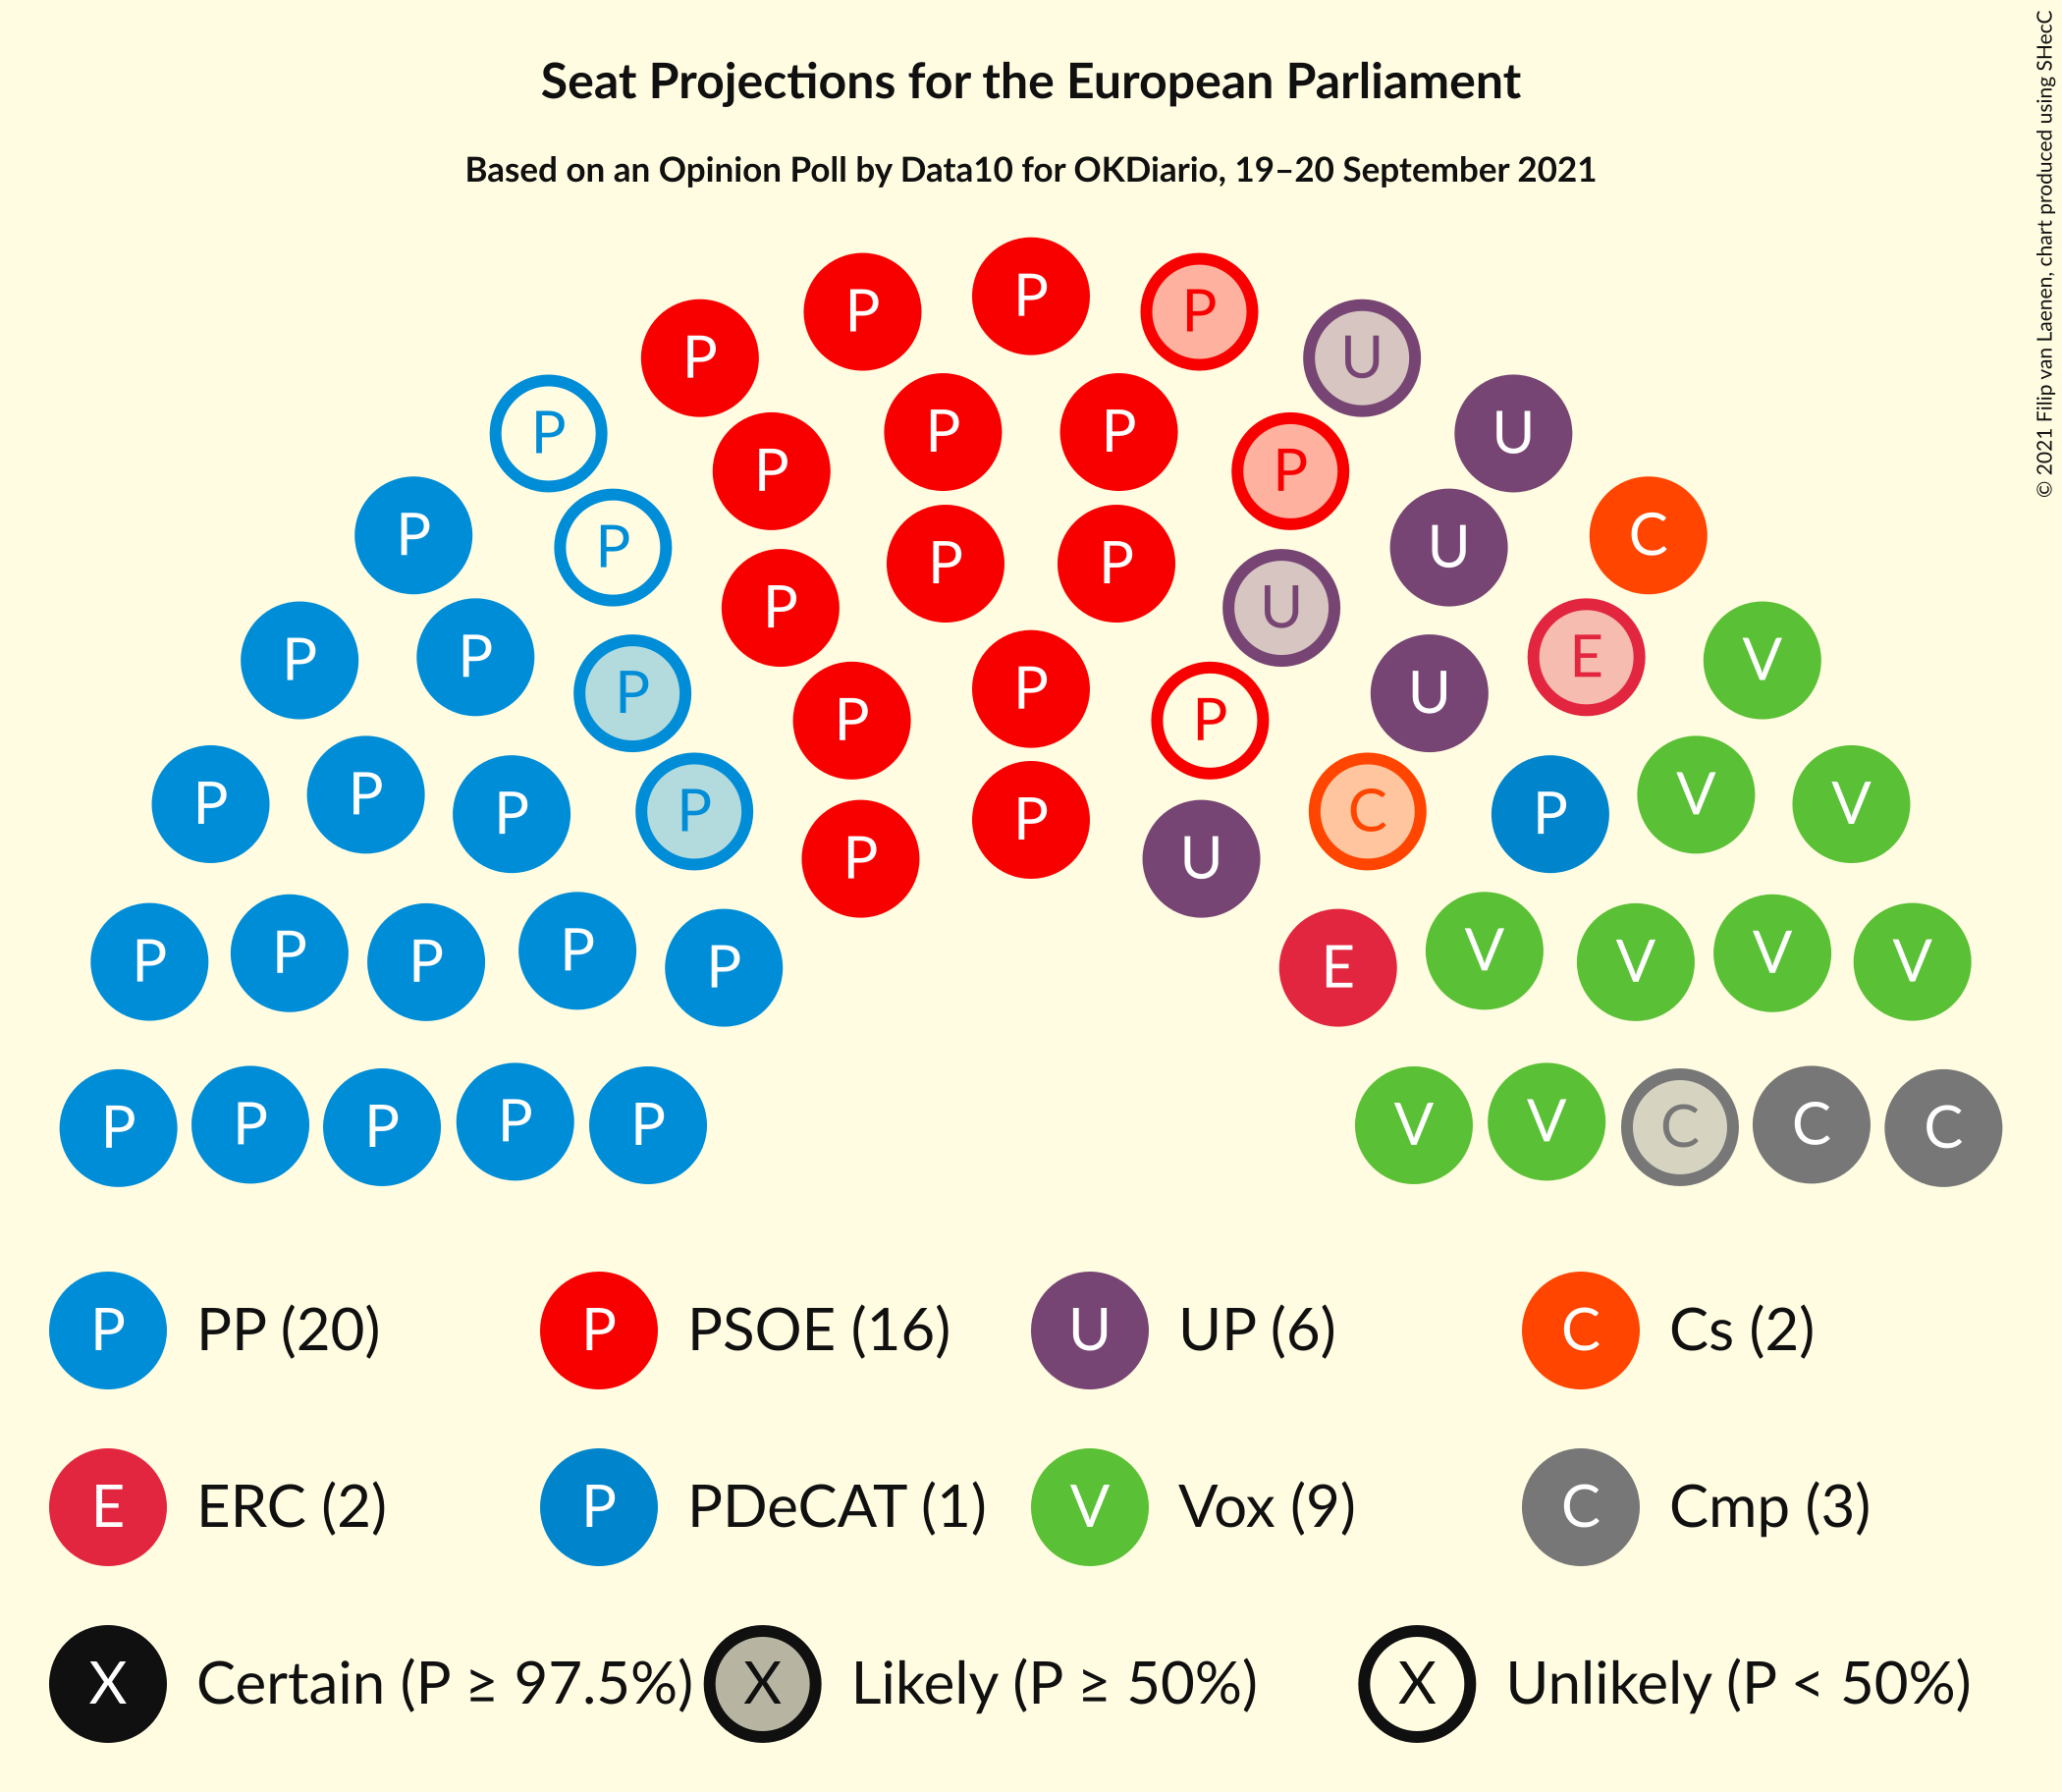 Seat Projections for the European Parliament
Based on an Opinion Poll by Data10 for OKDiario, 19–20 September 2021
© 2021 Filip van Laenen, chart produced using SHecC
P
P P
P U
P U
P P
P P
P C
P U
P P
P U
P P
P U
P P E
P V
P P U
P P P
P C
P P P
P V V
P U
P P P P P
E V V V V
P P P P P
V V C C C
P PP (20) P PSOE (16) U UP (6) C Cs (2)
E ERC (2) P PDeCAT (1) V Vox (9) C Cmp (3)
X Certain (P ≥ 97.5%) X Likely (P ≥ 50%) X Unlikely (P < 50%)